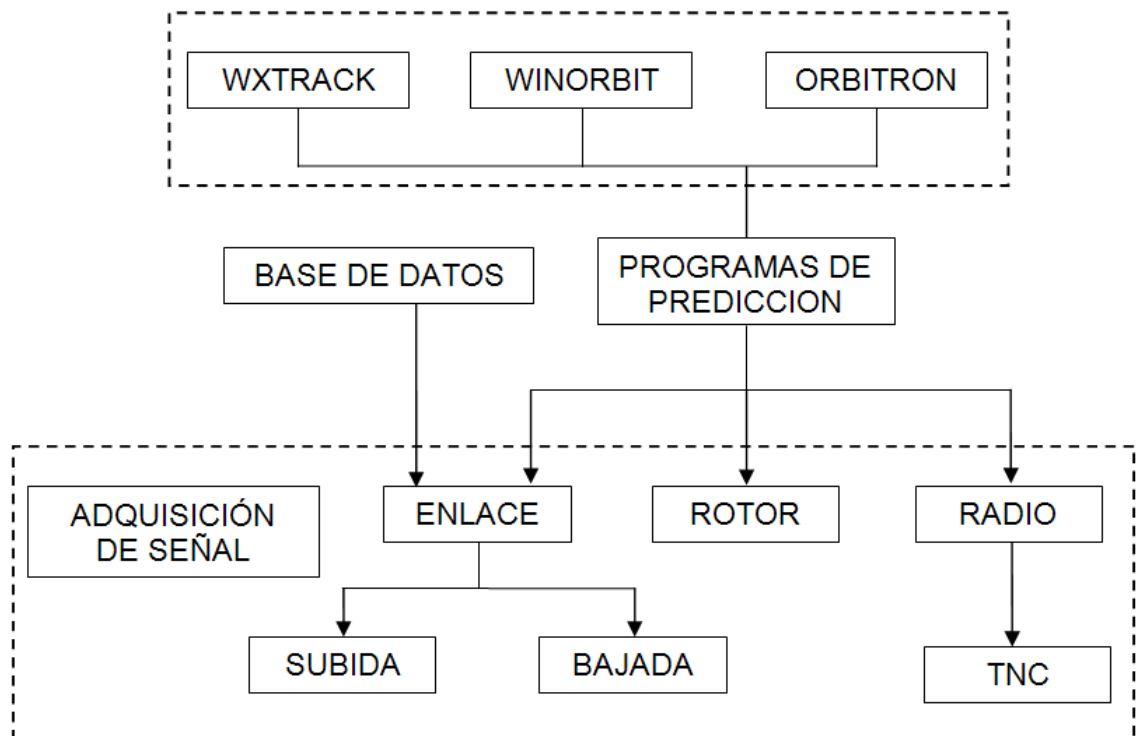 WXTRACK
WINORBIT
ORBITRON
BASE DE DATOS
PROGRAMAS DE
PREDICCION
ADQUISICIÓN
DE SEÑAL
ENLACE
ROTOR
RADIO
SUBIDA
BAJADA
TNC